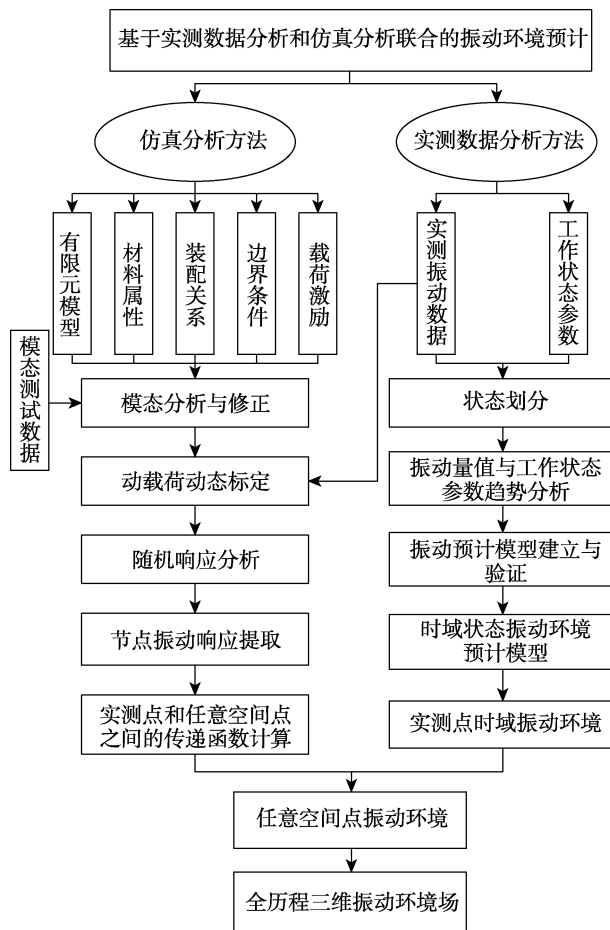 基于实测数据分析和仿真分析联合的振动环境预计
仿真分析方法
实测数据分析方法
有限元模型
材料属性
装配关系
边界条件
载荷激励
实测振动数据
工作状态参数
模态测试数据
模态分析与修正
状态划分
动载荷动态标定
振动量值与工作状态
参数趋势分析
随机响应分析
振动预计模型建立与
验证
节点振动响应提取
时域状态振动环境
预计模型
实测点和任意空间点
之间的传递函数计算
实测点时域振动环境
任意空间点振动环境
全历程三维振动环境场